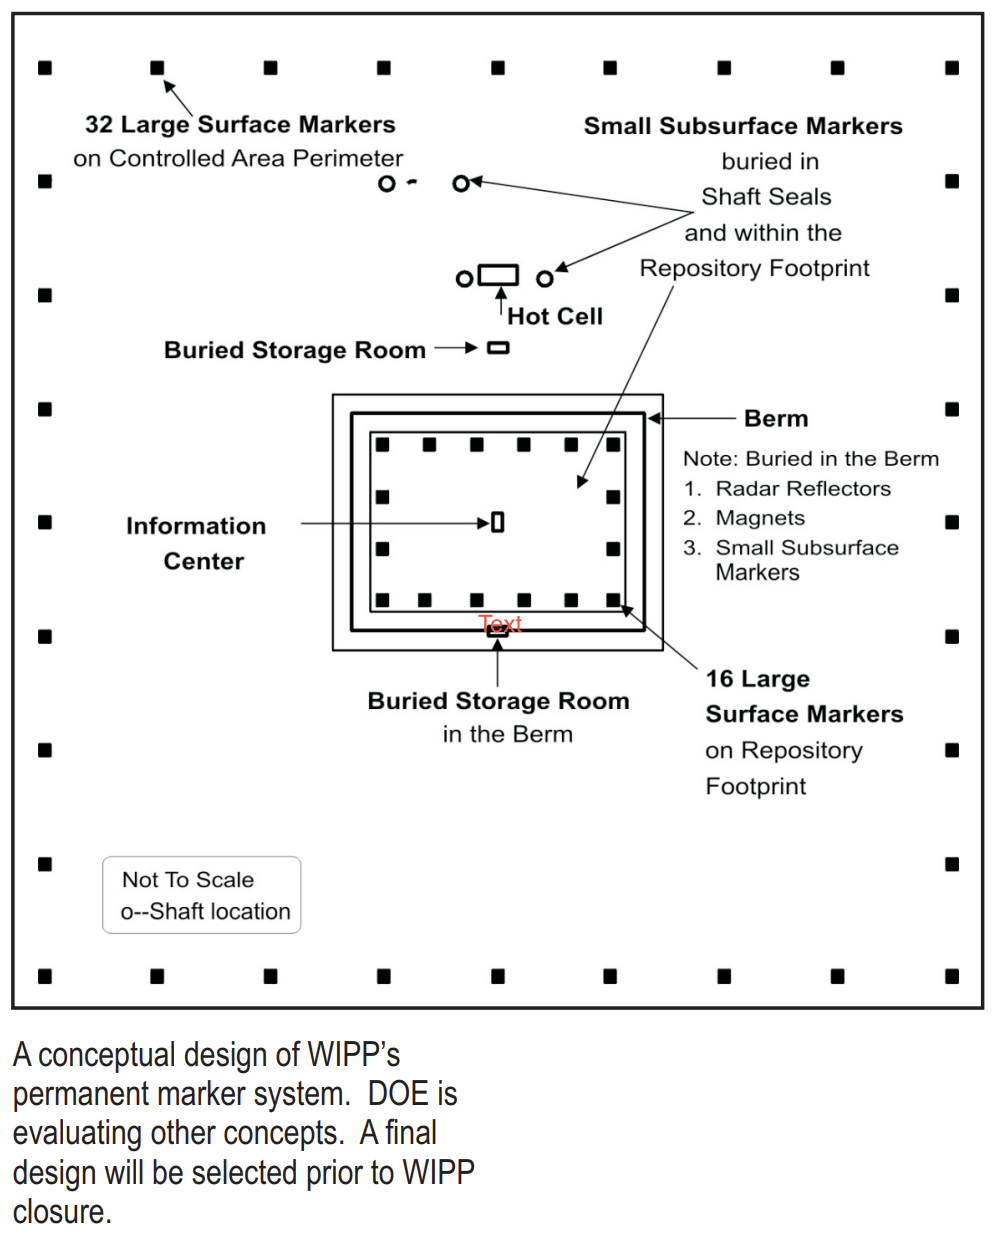 32 Large Surface Markers
on Controlled Area Perimeter
Small Subsurface Markers
buried in
Shaft Seals
and within the
Repository Footprint
Hot Cell
Buried Storage Room
Berm
Note: Buried in the Berm
1. Radar Reflectors
2. Magnets
3. Small Subsurface
Markers
Information
Center
Text
Buried Storage Room
in the Berm
16 Large
Surface Markers
on Repository
Footprint
Not To Scale
o--Shaft location
A conceptual design of WIPP’s
permanent marker system.  DOE is
evaluating other concepts.  A final
design will be selected prior to WIPP
closure.